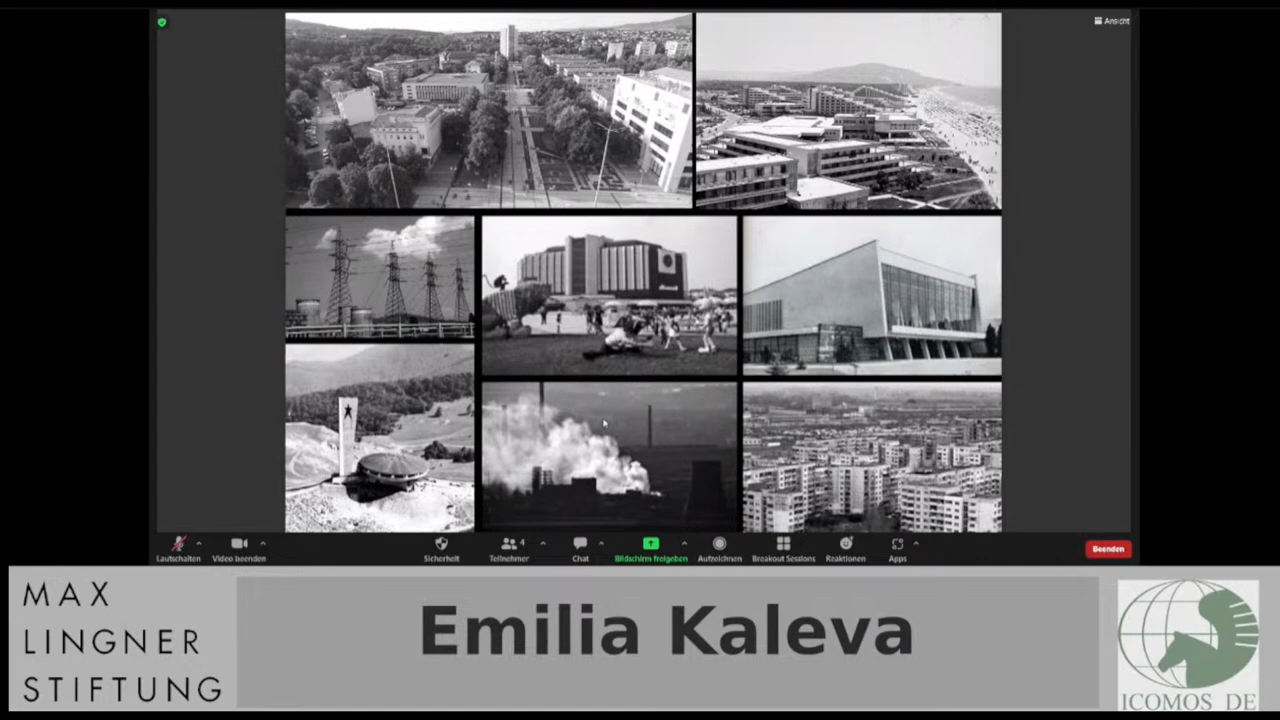 Ansicht
Lautschalten
Video beenden
Sicherheit
4
Teilnehmer
Chat
Bildschirm freigeben
Aufzeichnen
Breakout Sessions
Reaktionen
Apps
Beenden
MAX
LINGNER
STIFTUNG
Emilia Kaleva
ICOMOS DE